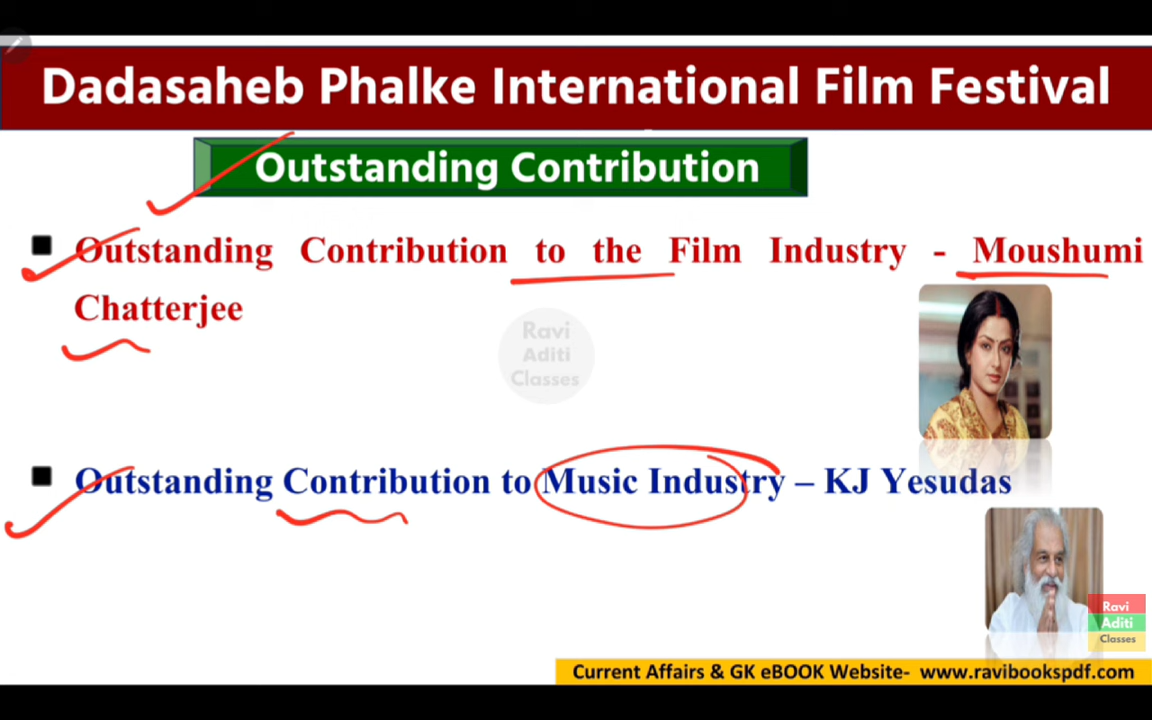 Dadasaheb Phalke International Film Festival
Outstanding Contribution
Outstanding Contribution to the Film Industry - Moushumi
Chatterjee
Ravi
Aditi
Classes
Outstanding Contribution to Music Industry – KJ Yesudas
Ravi
Aditi
Classes
Current Affairs & GK eBOOK Website- www.ravibookspdf.com